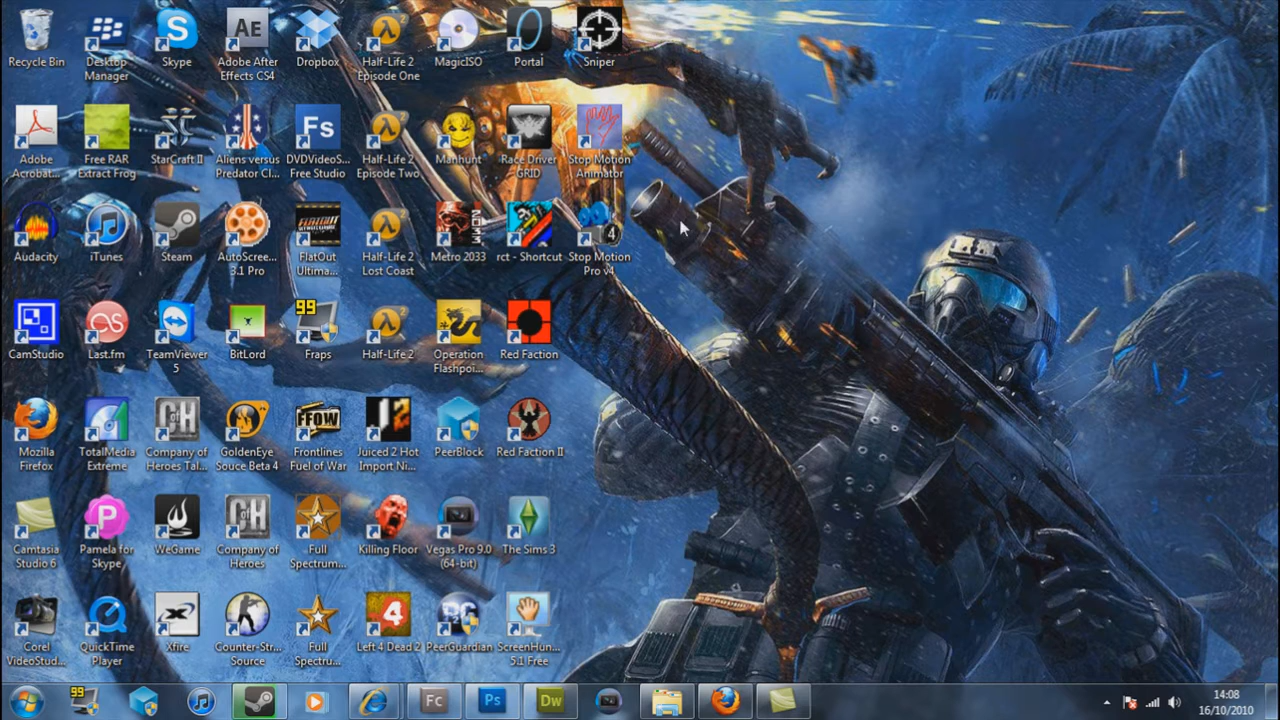 Recycle Bin
Desktop
Manager
Skype
Adobe After
Effects CS4
Dropbox
Half-Life 2
Episode One
MagicISO
Portal
Sniper
Adobe
Acrobat...
Free RAR
Extract Frog
StarCraft II
Aliens versus
Predator Cl...
DVDVideoS...
Free Studio
Half-Life 2
Episode Two
Manhunt
Race Driver
GRID
Stop Motion
Animator
Audacity
iTunes
Steam
AutoScree...
3.1 Pro
FlatOut
Ultima...
Half-Life 2
Lost Coast
Metro 2033
rct - Shortcut
Stop Motion
Pro v4
CamStudio
Last.fm
TeamViewer
5
BitLord
Fraps
Half-Life 2
Operation
Flashpoi...
Red Faction
Mozilla
Firefox
TotalMedia
Extreme
Company of
Heroes Tal...
GoldenEye
Souce Beta 4
Frontlines
Fuel of War
Juiced 2 Hot
Import Ni...
PeerBlock
Red Faction II
Camtasia
Studio 6
Pamela for
Skype
WeGame
Company of
Heroes
Full
Spectrum...
Killing Floor
Vegas Pro 9.0
(64-bit)
The Sims 3
Corel
VideoStud...
QuickTime
Player
Xfire
Counter-Str...
Source
Full
Spectru...
Left 4 Dead 2
PeerGuardian
ScreenHun...
5.1 Free
99
Fc
Ps
Dw
14:08
16/10/2010